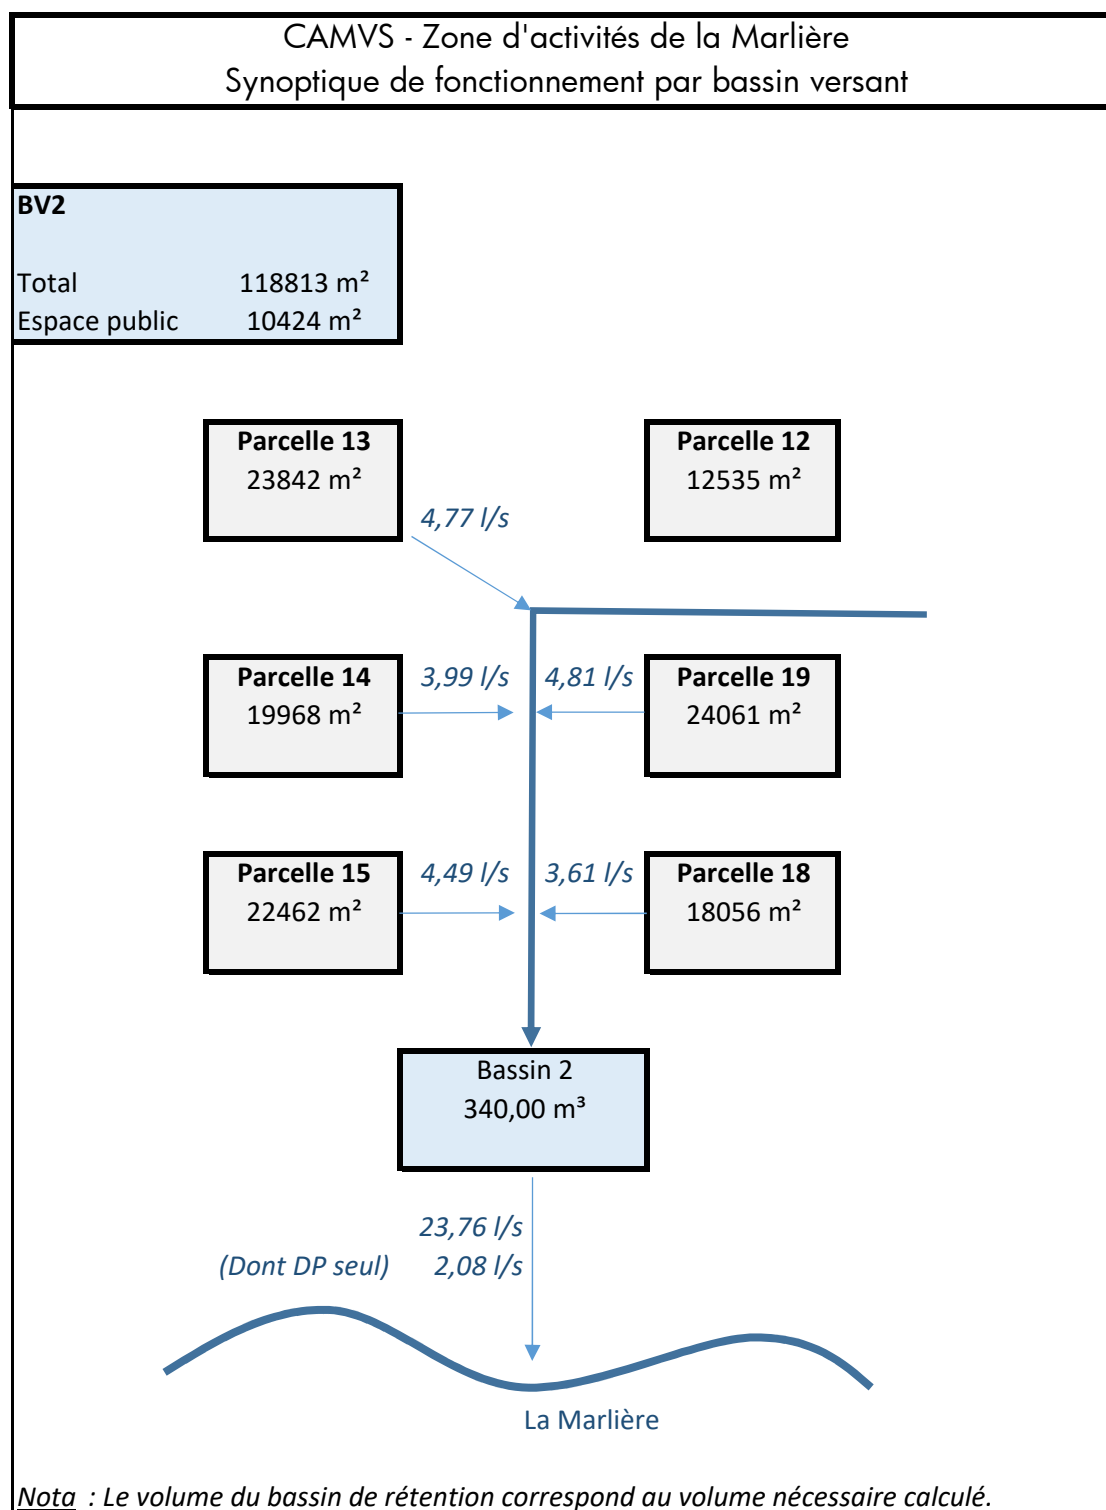 CAMVS - Zone d'activités de la Marlière
Synoptique de fonctionnement par bassin versant
BV2
Total 118813 m²
Espace public 10424 m²
Parcelle 13
23842 m²
Parcelle 12
12535 m²
4,77 l/s
Parcelle 14
19968 m²
3,99 l/s
4,81 l/s
Parcelle 19
24061 m²
Parcelle 15
22462 m²
4,49 l/s
3,61 l/s
Parcelle 18
18056 m²
Bassin 2
340,00 m³
23,76 l/s
(Dont DP seul) 2,08 l/s
La Marlière
Nota : Le volume du bassin de rétention correspond au volume nécessaire calculé.